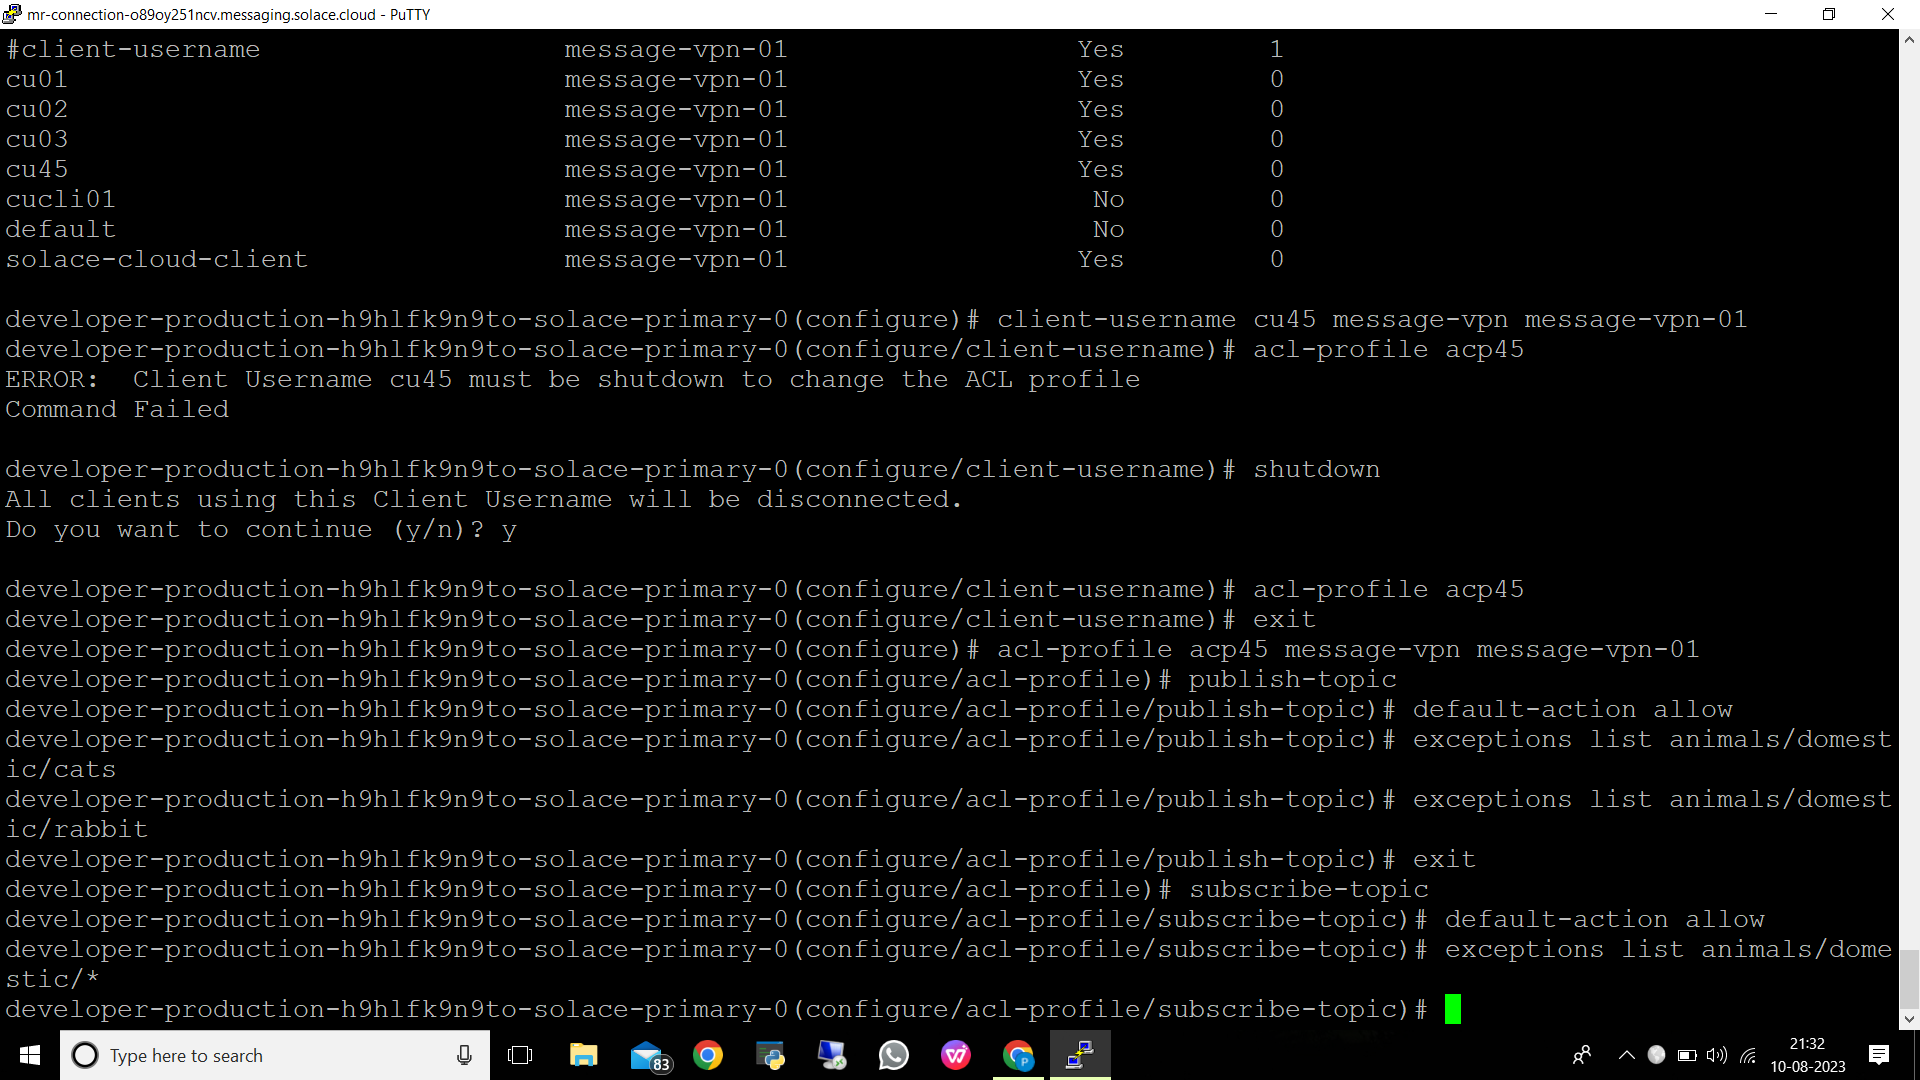 mr-connection-o89oy251ncv.messaging.solace.cloud - PuTTY
#client-username message-vpn-01 Yes 1
cu01 message-vpn-01 Yes 0
cu02 message-vpn-01 Yes 0
cu03 message-vpn-01 Yes 0
cu45 message-vpn-01 Yes 0
cucli01 message-vpn-01 No 0
default message-vpn-01 No 0
solace-cloud-client message-vpn-01 Yes 0
developer-production-h9hlfk9n9to-solace-primary-0(configure)# client-username cu45 message-vpn message-vpn-01
developer-production-h9hlfk9n9to-solace-primary-0(configure/client-username)# acl-profile acp45
ERROR: Client Username cu45 must be shutdown to change the ACL profile
Command Failed
developer-production-h9hlfk9n9to-solace-primary-0(configure/client-username)# shutdown
All clients using this Client Username will be disconnected.
Do you want to continue (y/n)? y
developer-production-h9hlfk9n9to-solace-primary-0(configure/client-username)# acl-profile acp45
developer-production-h9hlfk9n9to-solace-primary-0(configure/client-username)# exit
developer-production-h9hlfk9n9to-solace-primary-0(configure)# acl-profile acp45 message-vpn message-vpn-01
developer-production-h9hlfk9n9to-solace-primary-0(configure/acl-profile)# publish-topic
developer-production-h9hlfk9n9to-solace-primary-0(configure/acl-profile/publish-topic)# default-action allow
developer-production-h9hlfk9n9to-solace-primary-0(configure/acl-profile/publish-topic)# exceptions list animals/domest
ic/cats
developer-production-h9hlfk9n9to-solace-primary-0(configure/acl-profile/publish-topic)# exceptions list animals/domest
ic/rabbit
developer-production-h9hlfk9n9to-solace-primary-0(configure/acl-profile/publish-topic)# exit
developer-production-h9hlfk9n9to-solace-primary-0(configure/acl-profile)# subscribe-topic
developer-production-h9hlfk9n9to-solace-primary-0(configure/acl-profile/subscribe-topic)# default-action allow
developer-production-h9hlfk9n9to-solace-primary-0(configure/acl-profile/subscribe-topic)# exceptions list animals/dome
stic/*
developer-production-h9hlfk9n9to-solace-primary-0(configure/acl-profile/subscribe-topic)#
Type here to search
83
P
21:32
10-08-2023